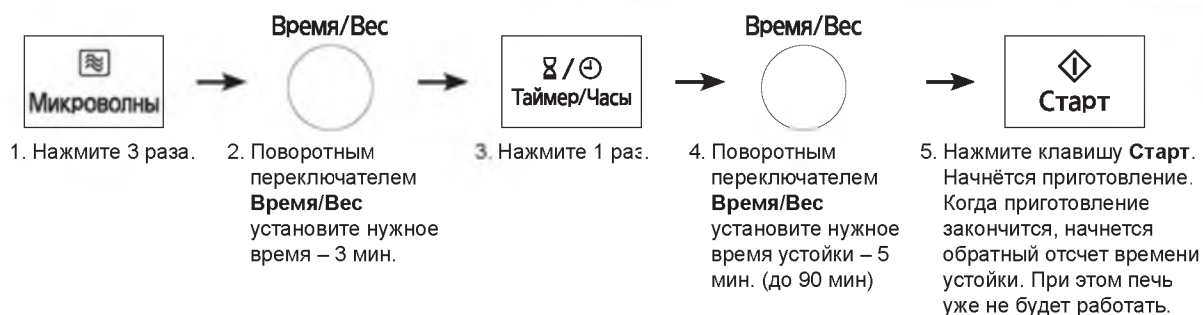 Время/Вес
Время/Вес
Микроволны
Таймер/Часы
Старт
1. Нажмите 3 раза.
2. Поворотным
переключателем
Время/Вес
установите нужное
время – 3 мин.
3. Нажмите 1 раз.
4. Поворотным
переключателем
Время/Вес
установите нужное
время устойки – 5
мин. (до 90 мин)
5. Нажмите клавишу Старт.
Начнётся приготовление.
Когда приготовление
закончится, начнется
обратный отсчет времени
устойки. При этом печь
уже не будет работать.